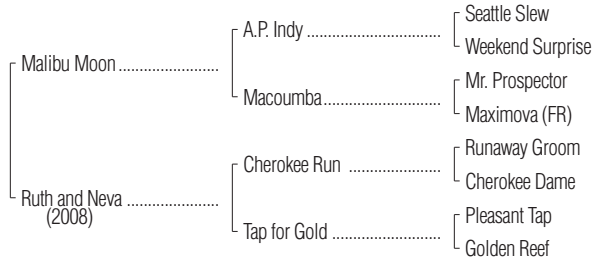 Seattle Slew
A.P. Indy ........................
Weekend Surprise
Malibu Moon ........................
Mr. Prospector
Macoumba ........................
Maximova (FR)
Runaway Groom
Cherokee Run ........................
Cherokee Dame
Ruth and Neva ........................
(2008)
Pleasant Tap
Tap for Gold ........................
Golden Reef